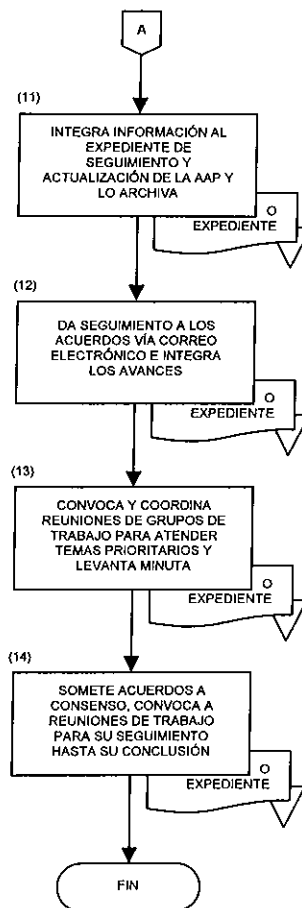 A
(11)
INTEGRA INFORMACIÓN AL
EXPEDIENTE DE
SEGUIMIENTO Y
ACTUALIZACIÓN DE LA AAP Y
LO ARCHIVA
O
EXPEDIENTE
(12)
DA SEGUIMIENTO A LOS
ACUERDOS VÍA CORREO
ELECTRÓNICO E INTEGRA
LOS AVANCES
O
EXPEDIENTE
(13)
CONVOCA Y COORDINA
REUNIONES DE GRUPOS DE
TRABAJO PARA ATENDER
TEMAS PRIORITARIOS Y
LEVANTA MINUTA
O
EXPEDIENTE
(14)
SOMETE ACUERDOS A
CONSENSO, CONVOCA A
REUNIONES DE TRABAJO
PARA SU SEGUIMIENTO
HASTA SU CONCLUSIÓN
O
EXPEDIENTE
FIN